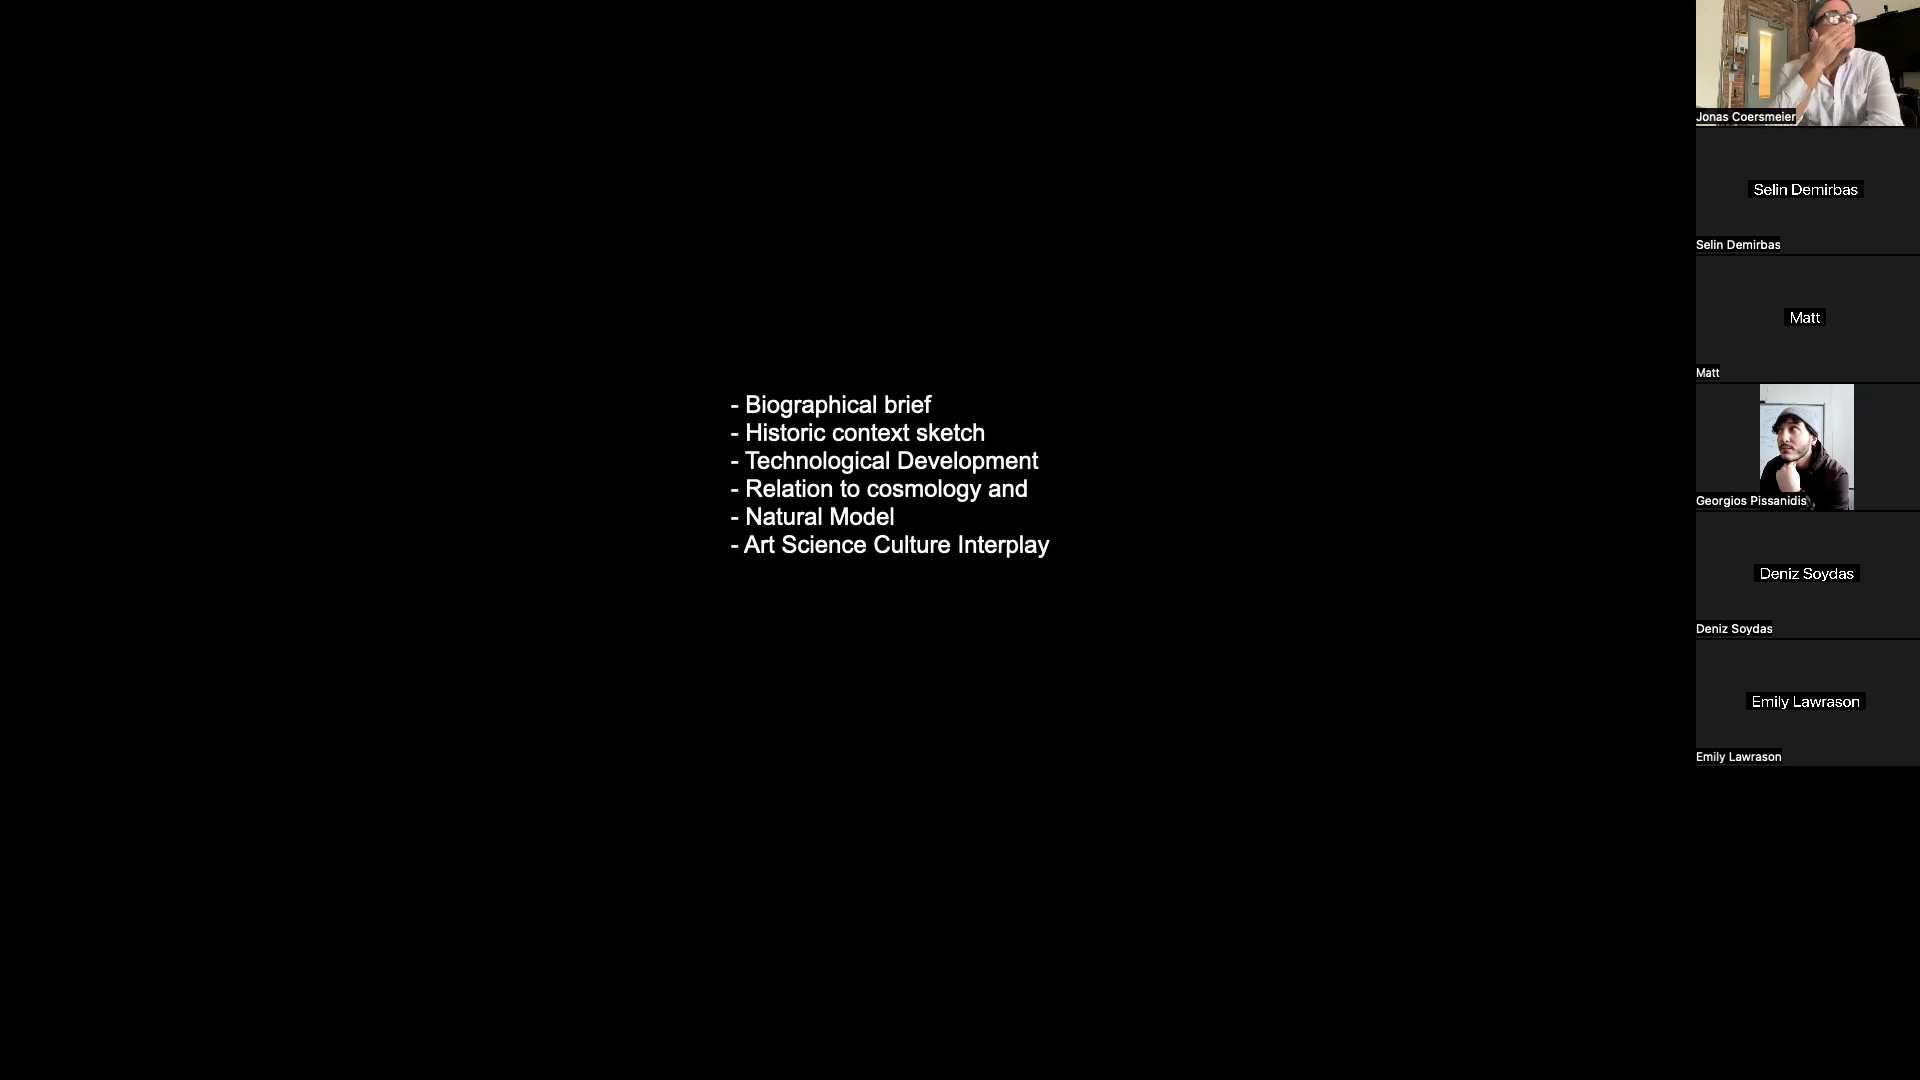 - Biographical brief
- Historic context sketch
- Technological Development
- Relation to cosmology and
- Natural Model
- Art Science Culture Interplay
Jonas Coersmeier
Selin Demirbas
Selin Demirbas
Matt
Matt
Georgios Pissanidis
Deniz Soydas
Deniz Soydas
Emily Lawrason
Emily Lawrason